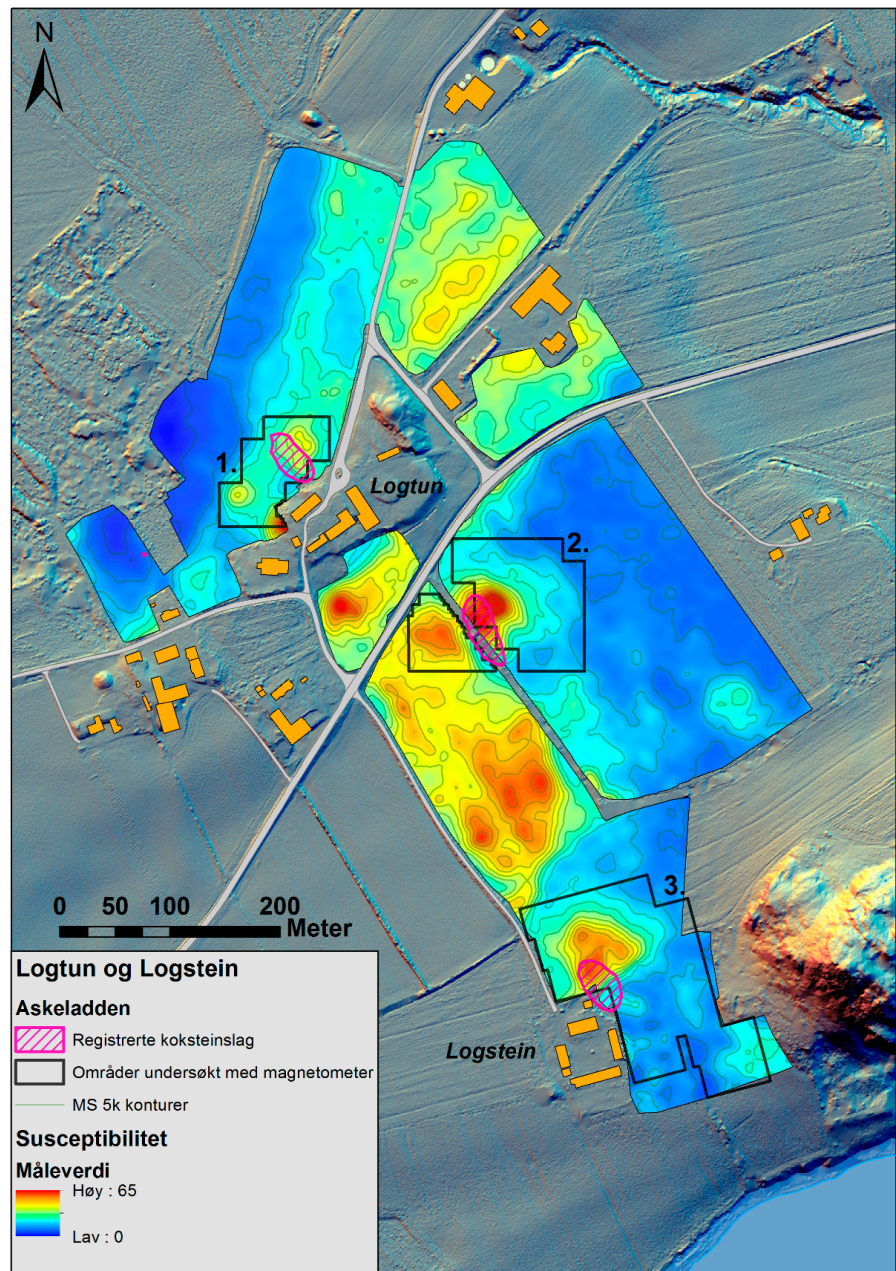 N
1.
Logtun
2.
3.
0 50 100 200
Meter
Logstein
Logtun og Logstein
Askeladden
Registrerte koksteinslag
Områder undersøkt med magnetometer
MS 5k konturer
Susceptibilitet
Måleverdi
Høy : 65
Lav : 0